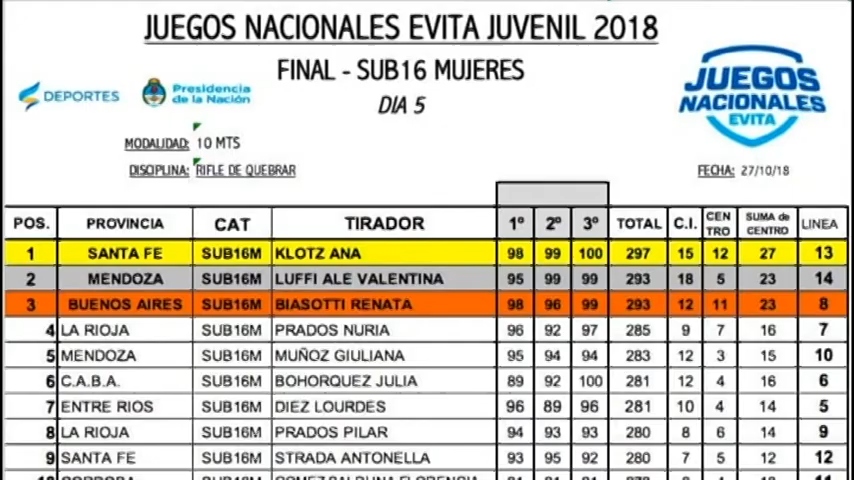 JUEGOS NACIONALES EVITA JUVENIL 2018
FINAL - SUB16 MUJERES
DIA 5
DEPORTES
Presidencia
de la Nación
JUEGOS
NACIONALES
EVITA
MODALIDAD: 10 MTS
DISCIPLINA: RIFLE DE QUEBRAR
FECHA: 27/10/18
POS. PROVINCIA CAT TIRADOR 1º 2º 3º TOTAL C.I. CEN TRO SUMA de CENTRO LINEA
1 SANTA FE SUB16M KLOTZ ANA 98 99 100 297 15 12 27 13
2 MENDOZA SUB16M LUFFI ALE VALENTINA 95 99 99 293 18 5 23 14
3 BUENOS AIRES SUB16M BIASOTTI RENATA 98 96 99 293 12 11 23 8
4 LA RIOJA SUB16M PRADOS NURIA 96 92 97 285 9 7 16 7
5 MENDOZA SUB16M MUÑOZ GIULIANA 95 94 94 283 12 3 15 10
6 C.A.B.A. SUB16M BOHORQUEZ JULIA 89 92 100 281 12 4 16 6
7 ENTRE RIOS SUB16M DIEZ LOURDES 96 89 96 281 10 4 14 5
8 LA RIOJA SUB16M PRADOS PILAR 94 93 93 280 8 6 14 9
9 SANTA FE SUB16M STRADA ANTONELLA 93 95 92 280 7 5 12 12